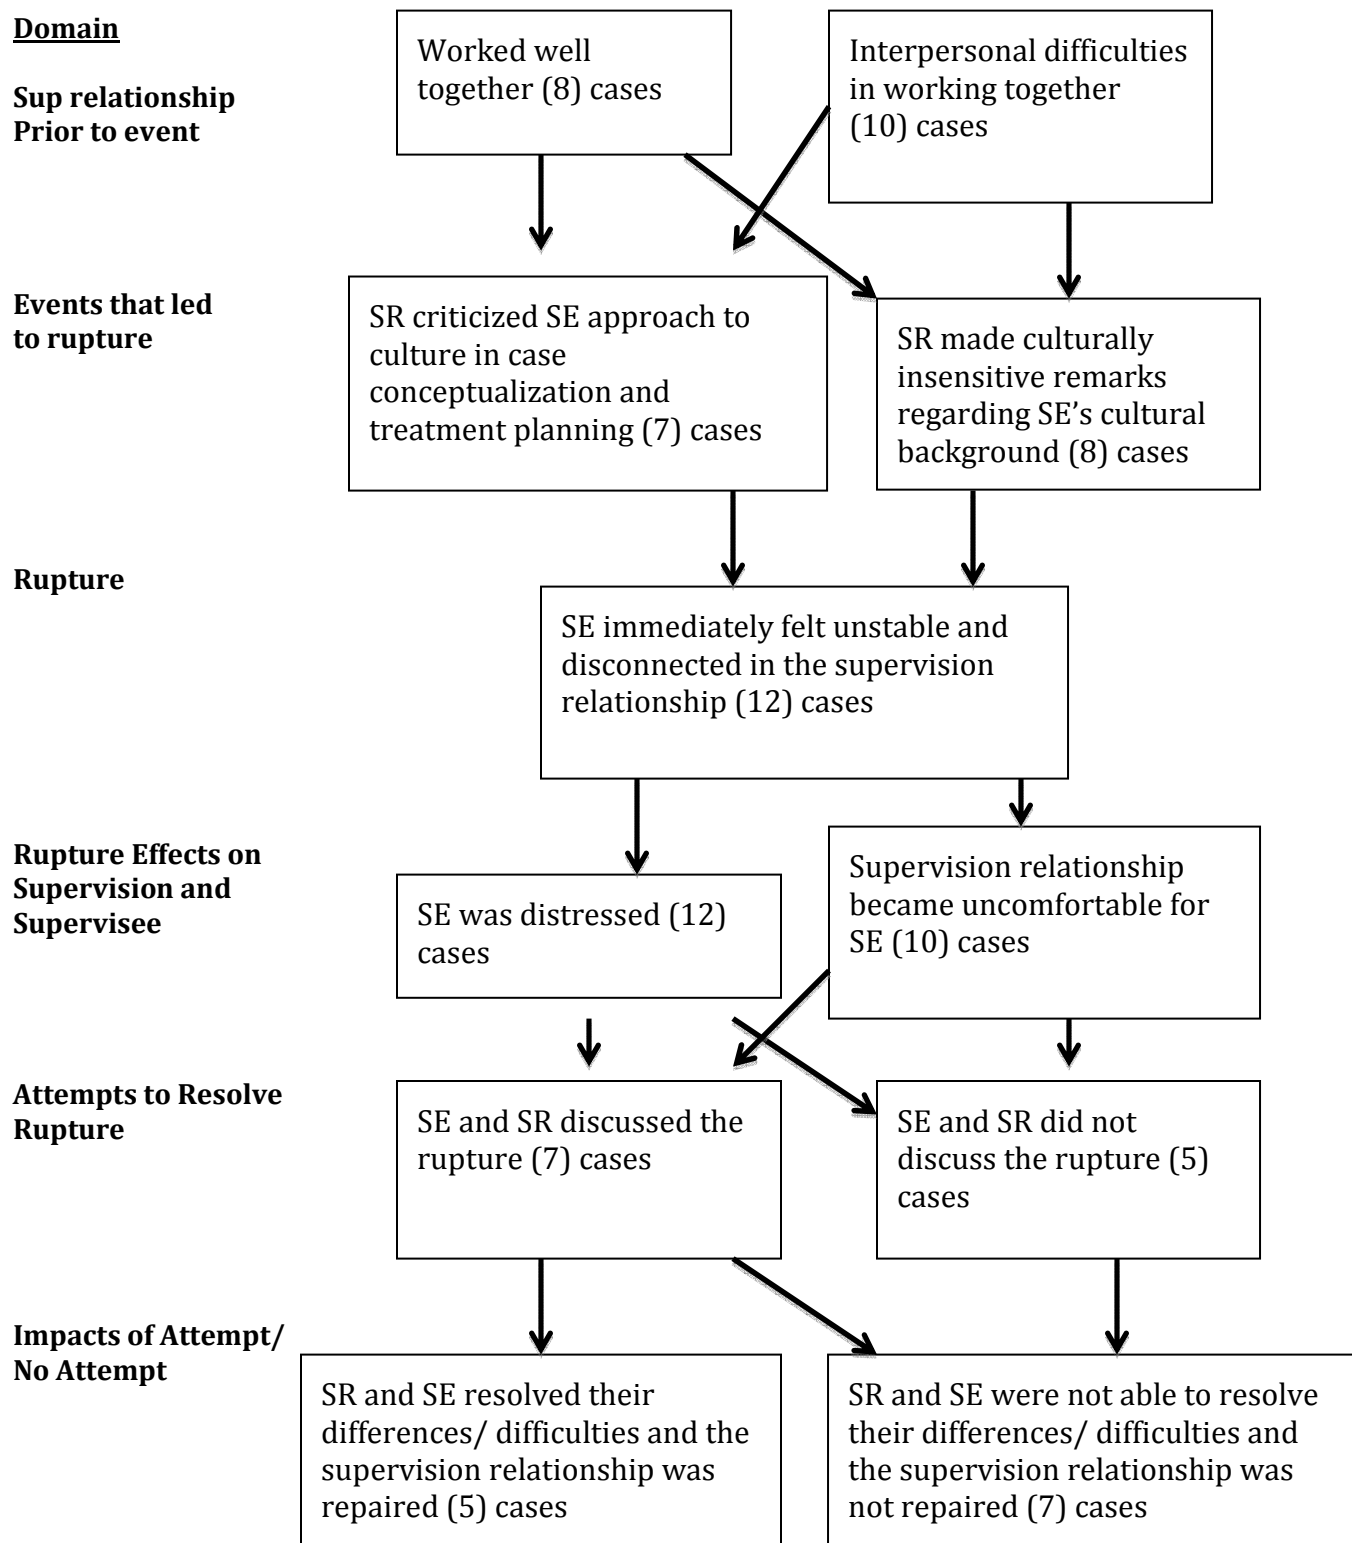 Domain
Sup relationship
Prior to event
Worked well
together (8) cases
Interpersonal difficulties
in working together
(10) cases
Events that led
to rupture
SR criticized SE approach to
culture in case
conceptualization and
treatment planning (7) cases
SR made culturally
insensitive remarks
regarding SE’s cultural
background (8) cases
Rupture
SE immediately felt unstable and
disconnected in the supervision
relationship (12) cases
Rupture Effects on
Supervision and
Supervisee
SE was distressed (12)
cases
Supervision relationship
became uncomfortable for
SE (10) cases
Attempts to Resolve
Rupture
SE and SR discussed the
rupture (7) cases
SE and SR did not
discuss the rupture (5)
cases
Impacts of Attempt/
No Attempt
SR and SE resolved their
differences/ difficulties and the
supervision relationship was
repaired (5) cases
SR and SE were not able to resolve
their differences/ difficulties and
the supervision relationship was
not repaired (7) cases